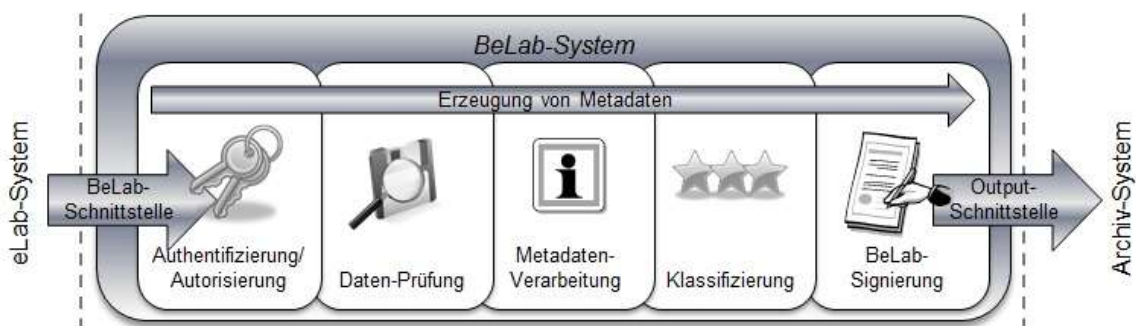 BeLab-System
Erzeugung von Metadaten
eLab-System
BeLab-
Schnittstelle
Authentifizierung/
Autorisierung
Daten-Prüfung
Metadaten-
Verarbeitung
Klassifizierung
BeLab-
Signierung
Output-
Schnittstelle
Archiv-System